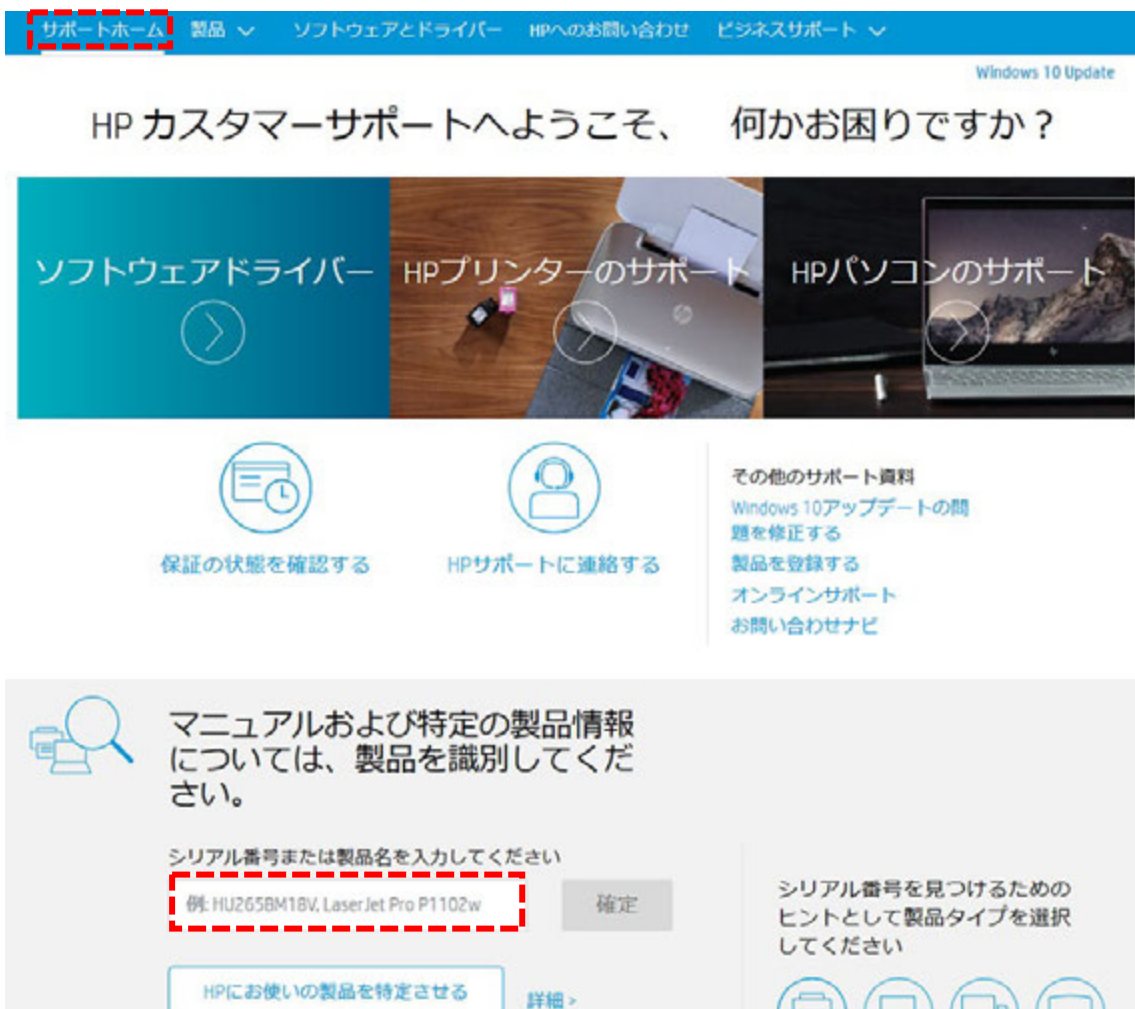 サポートホーム 製品 ソフトウェアとドライバー HPへのお問い合わせ ビジネスサポート
Windows 10 Update
HP カスタマーサポートへようこそ、 何かお困りですか？
ソフトウェアドライバー
HPプリンターのサポート
HPパソコンのサポート
保証の状態を確認する
HPサポートに連絡する
その他のサポート資料
Windows 10アップデートの問
題を修正する
製品を登録する
オンラインサポート
お問い合わせナビ
マニュアルおよび特定の製品情報
については、製品を識別してくだ
さい。
シリアル番号または製品名を入力してください
例: HU265BM18V, LaserJet Pro P1102w
確定
HPにお使いの製品を特定させる
詳細 >
シリアル番号を見つけるための
ヒントとして製品タイプを選択
してください